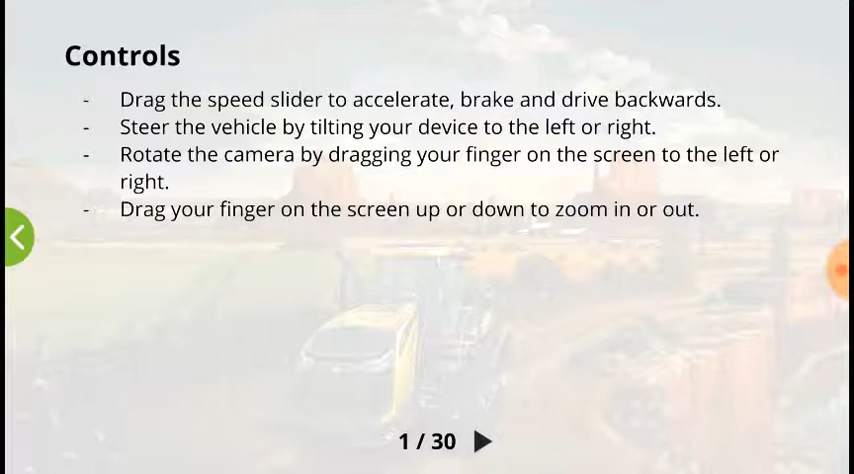 Controls
- Drag the speed slider to accelerate, brake and drive backwards.
- Steer the vehicle by tilting your device to the left or right.
- Rotate the camera by dragging your finger on the screen to the left or
right.
- Drag your finger on the screen up or down to zoom in or out.
1 / 30